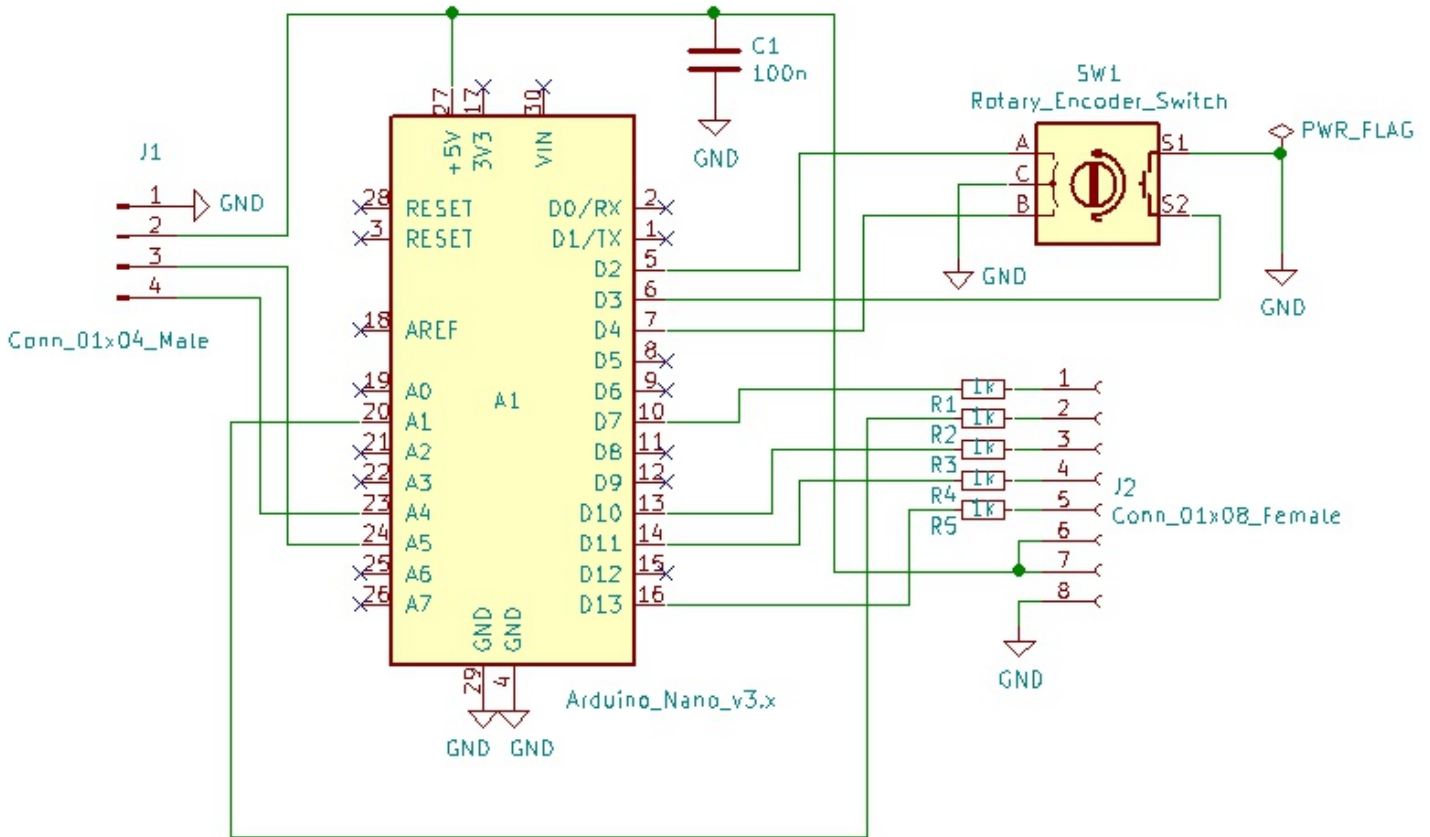 C1
100n
SW1
Rotary_Encoder_Switch
PWR_FLAG
A
C
B
S1
S2
GND
GND
GND
J1
1
2
3
4
GND
Conn_01x04_Male
27
17
30
+5V
3V3
VIN
28
RESET
3
RESET
18
AREF
19
A0
20
A1
21
A2
22
A3
23
A4
24
A5
25
A6
26
A7
A1
D0/RX
2
D1/TX
1
D2
5
D3
6
D4
7
D5
8
D6
9
D7
10
D8
11
D9
12
D10
13
D11
14
D12
15
D13
16
GND
GND
29
4
GND
GND
Arduino_Nano_v3.x
1k
R1
1k
R2
1k
R3
1k
R4
1k
R5
1
2
3
4
5
6
7
8
J2
Conn_01x08_Female
GND